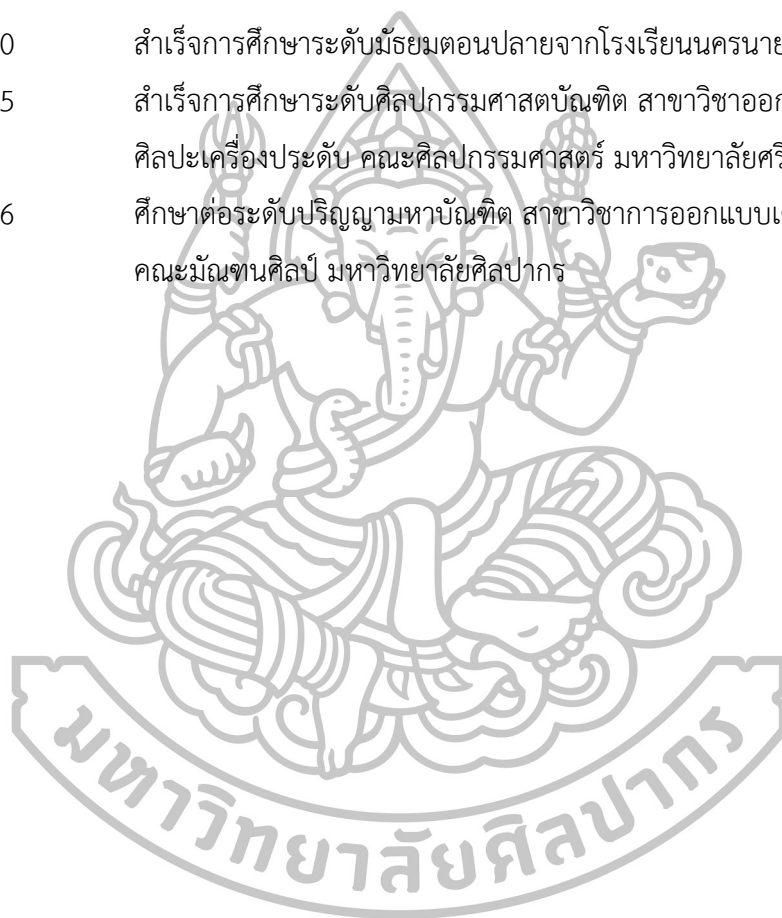 0 สำเร็จการศึกษาระดับมัธยมตอนปลายจากโรงเรียนนครนาย
5 สำเร็จการศึกษาระดับศิลปกรรมศาสตบัณฑิต สาขาวิชาออก
ศิลปะเครื่องประดับ คณะศิลปกรรมศาสตร์ มหาวิทยาลัยศรี
6 ศึกษาต่อระดับปริญญามหาบัณฑิต สาขาวิชาการออกแบบเ
คณะมัณฑนศิลป์ มหาวิทยาลัยศิลปากร
มหาวิทยาลัยศิลปากร